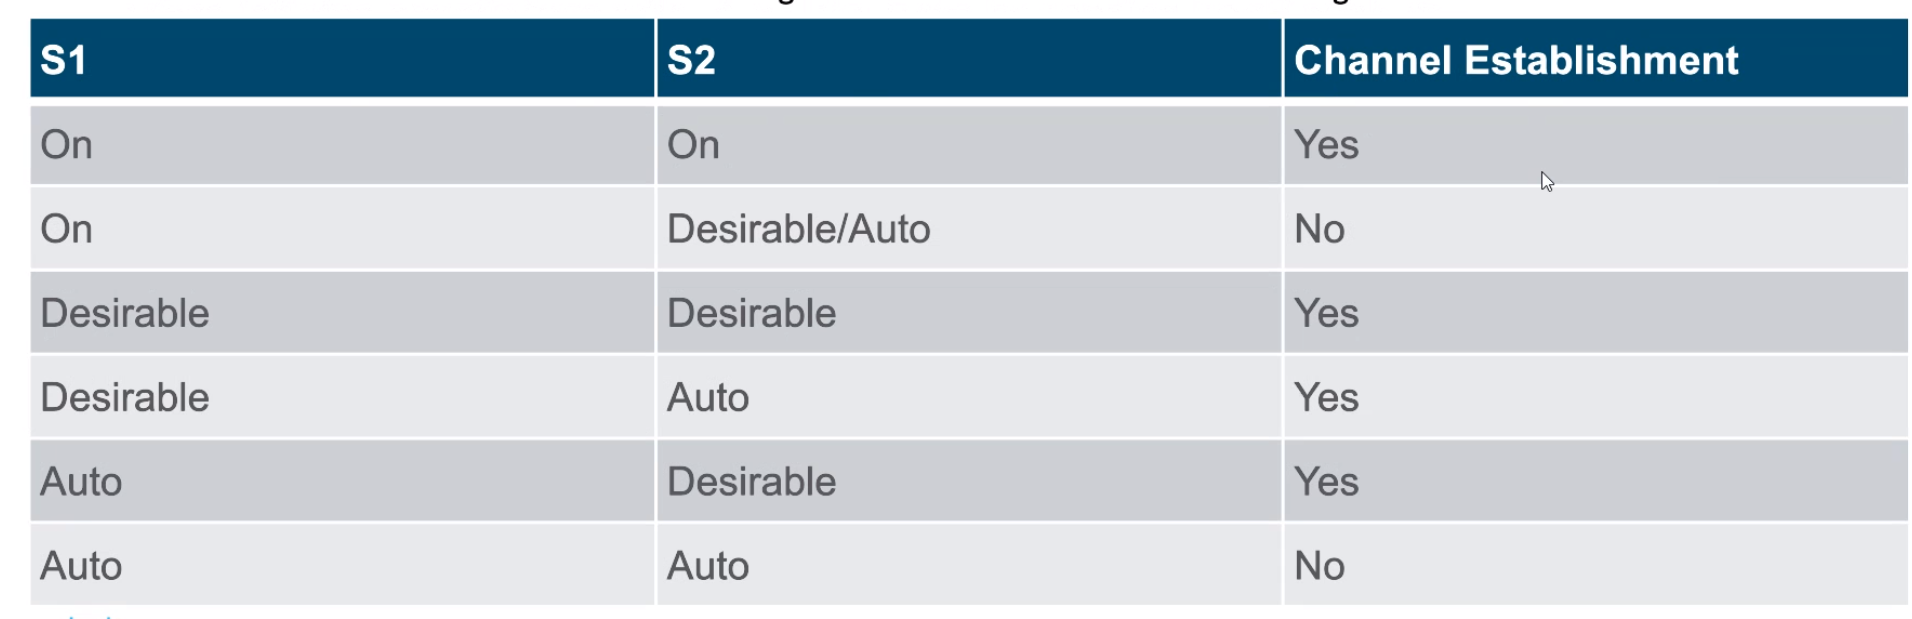 S1 S2 Channel Establishment
On On Yes
On Desirable/Auto No
Desirable Desirable Yes
Desirable Auto Yes
Auto Desirable Yes
Auto Auto No